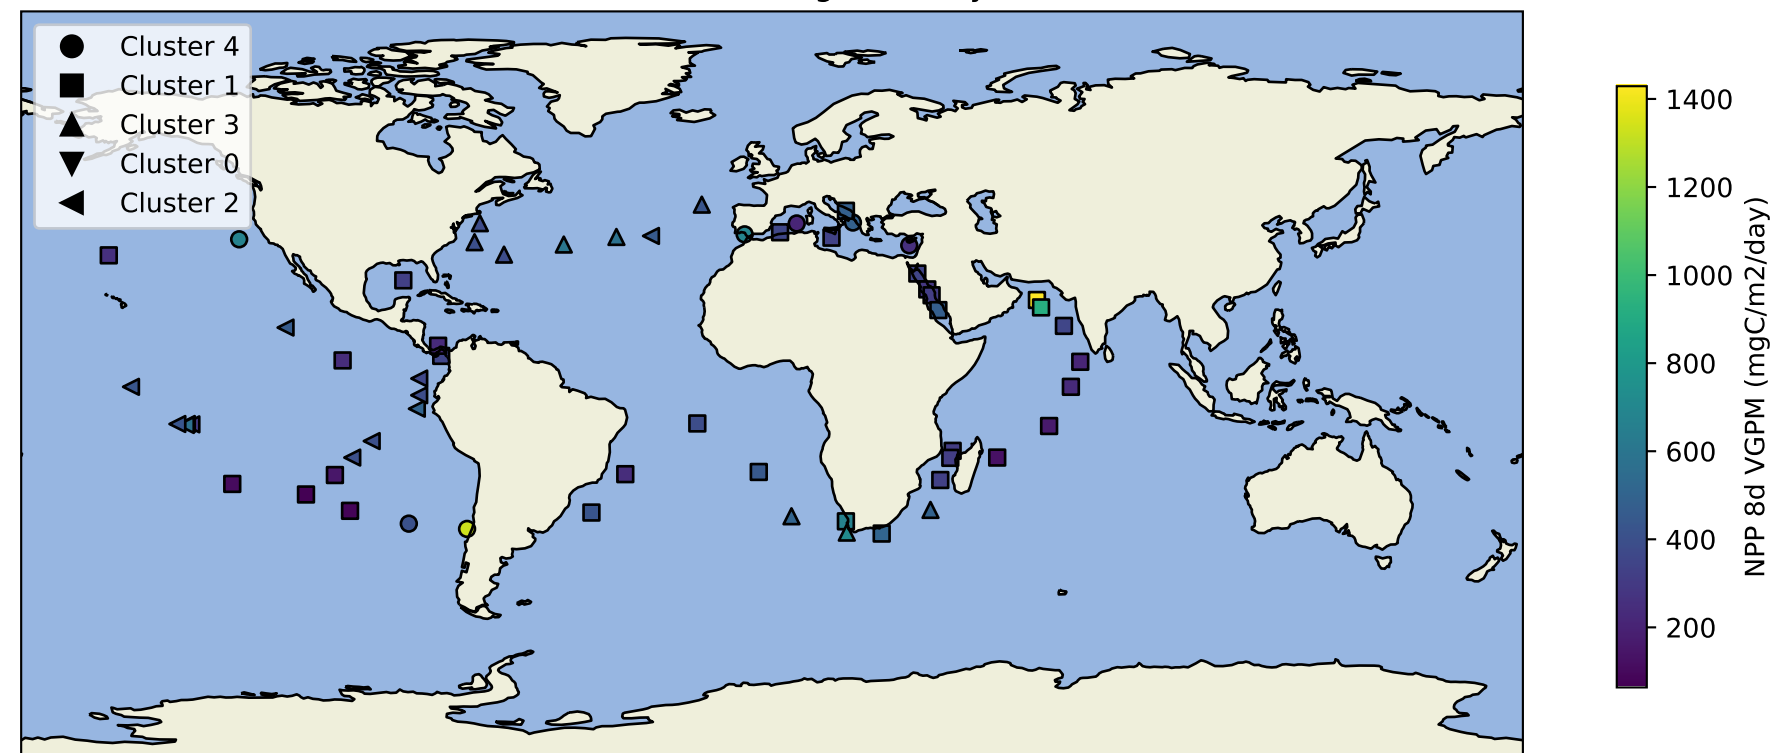 Cluster 4
Cluster 1
Cluster 3
Cluster 0
Cluster 2
1400
1200
1000
800
600
400
200
NPP 8d VGPM (mgC/m2/day)